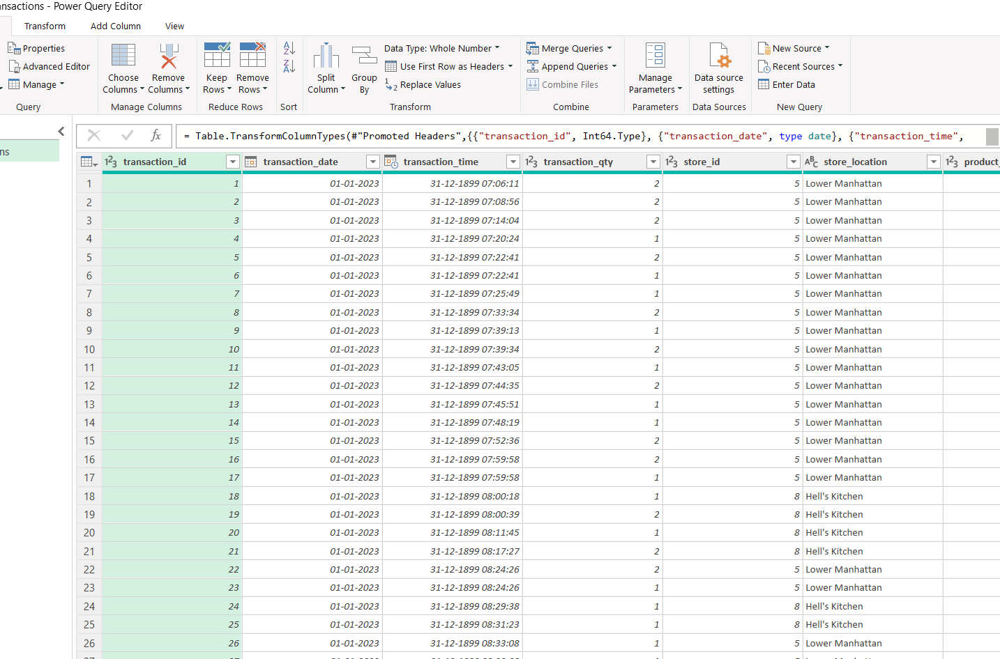 nsactions - Power Query Editor
Transform Add Column View
Properties
Advanced Editor
Manage
Query
Choose Columns
Remove Columns
Manage Columns
Keep Rows
Remove Rows
Reduce Rows
A Z
Z A
Sort
Split Column
Group By
Data Type: Whole Number
Use First Row as Headers
1 2 Replace Values
Transform
Merge Queries
Append Queries
Combine Files
Combine
Manage Parameters
Parameters
Data source settings
Data Sources
New Source
Recent Sources
Enter Data
New Query
ns
fx = Table.TransformColumnTypes(#"Promoted Headers",{{"transaction_id", Int64.Type}, {"transaction_date", type date}, {"transaction_time",
123 transaction_id transaction_date transaction_time 123 transaction_qty 123 store_id ABC store_location 123 product_
1 1 01-01-2023 31-12-1899 07:06:11 2 5 Lower Manhattan
2 2 01-01-2023 31-12-1899 07:08:56 2 5 Lower Manhattan
3 3 01-01-2023 31-12-1899 07:14:04 2 5 Lower Manhattan
4 4 01-01-2023 31-12-1899 07:20:24 1 5 Lower Manhattan
5 5 01-01-2023 31-12-1899 07:22:41 2 5 Lower Manhattan
6 6 01-01-2023 31-12-1899 07:22:41 1 5 Lower Manhattan
7 7 01-01-2023 31-12-1899 07:25:49 1 5 Lower Manhattan
8 8 01-01-2023 31-12-1899 07:33:34 2 5 Lower Manhattan
9 9 01-01-2023 31-12-1899 07:39:13 1 5 Lower Manhattan
10 10 01-01-2023 31-12-1899 07:39:34 2 5 Lower Manhattan
11 11 01-01-2023 31-12-1899 07:43:05 1 5 Lower Manhattan
12 12 01-01-2023 31-12-1899 07:44:35 2 5 Lower Manhattan
13 13 01-01-2023 31-12-1899 07:45:51 1 5 Lower Manhattan
14 14 01-01-2023 31-12-1899 07:48:19 1 5 Lower Manhattan
15 15 01-01-2023 31-12-1899 07:52:36 2 5 Lower Manhattan
16 16 01-01-2023 31-12-1899 07:59:58 2 5 Lower Manhattan
17 17 01-01-2023 31-12-1899 07:59:58 1 5 Lower Manhattan
18 18 01-01-2023 31-12-1899 08:00:18 1 8 Hell's Kitchen
19 19 01-01-2023 31-12-1899 08:00:39 2 8 Hell's Kitchen
20 20 01-01-2023 31-12-1899 08:11:45 1 8 Hell's Kitchen
21 21 01-01-2023 31-12-1899 08:17:27 2 8 Hell's Kitchen
22 22 01-01-2023 31-12-1899 08:24:26 2 5 Lower Manhattan
23 23 01-01-2023 31-12-1899 08:24:26 1 5 Lower Manhattan
24 24 01-01-2023 31-12-1899 08:29:38 1 8 Hell's Kitchen
25 25 01-01-2023 31-12-1899 08:31:23 1 8 Hell's Kitchen
26 26 01-01-2023 31-12-1899 08:33:08 1 5 Lower Manhattan